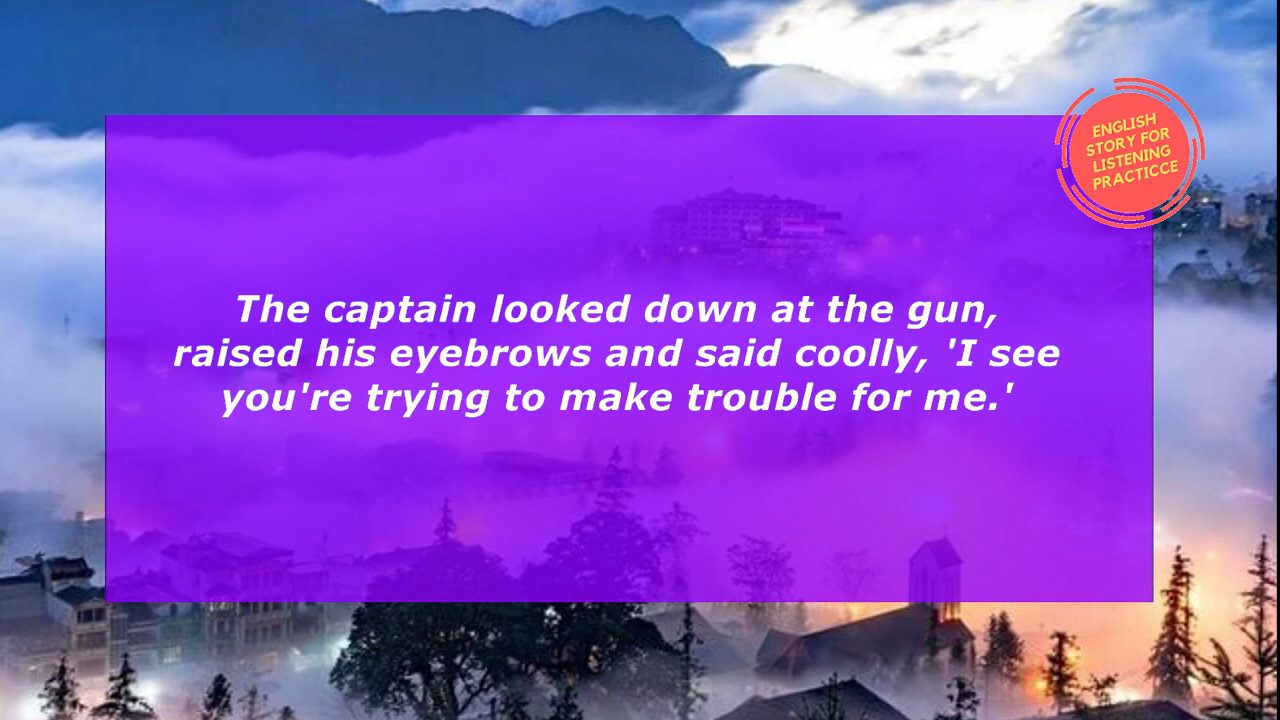 ENGLISH
STORY FOR
LISTENING
PRACTICCE
The captain looked down at the gun,
raised his eyebrows and said coolly, 'I see
you're trying to make trouble for me.'